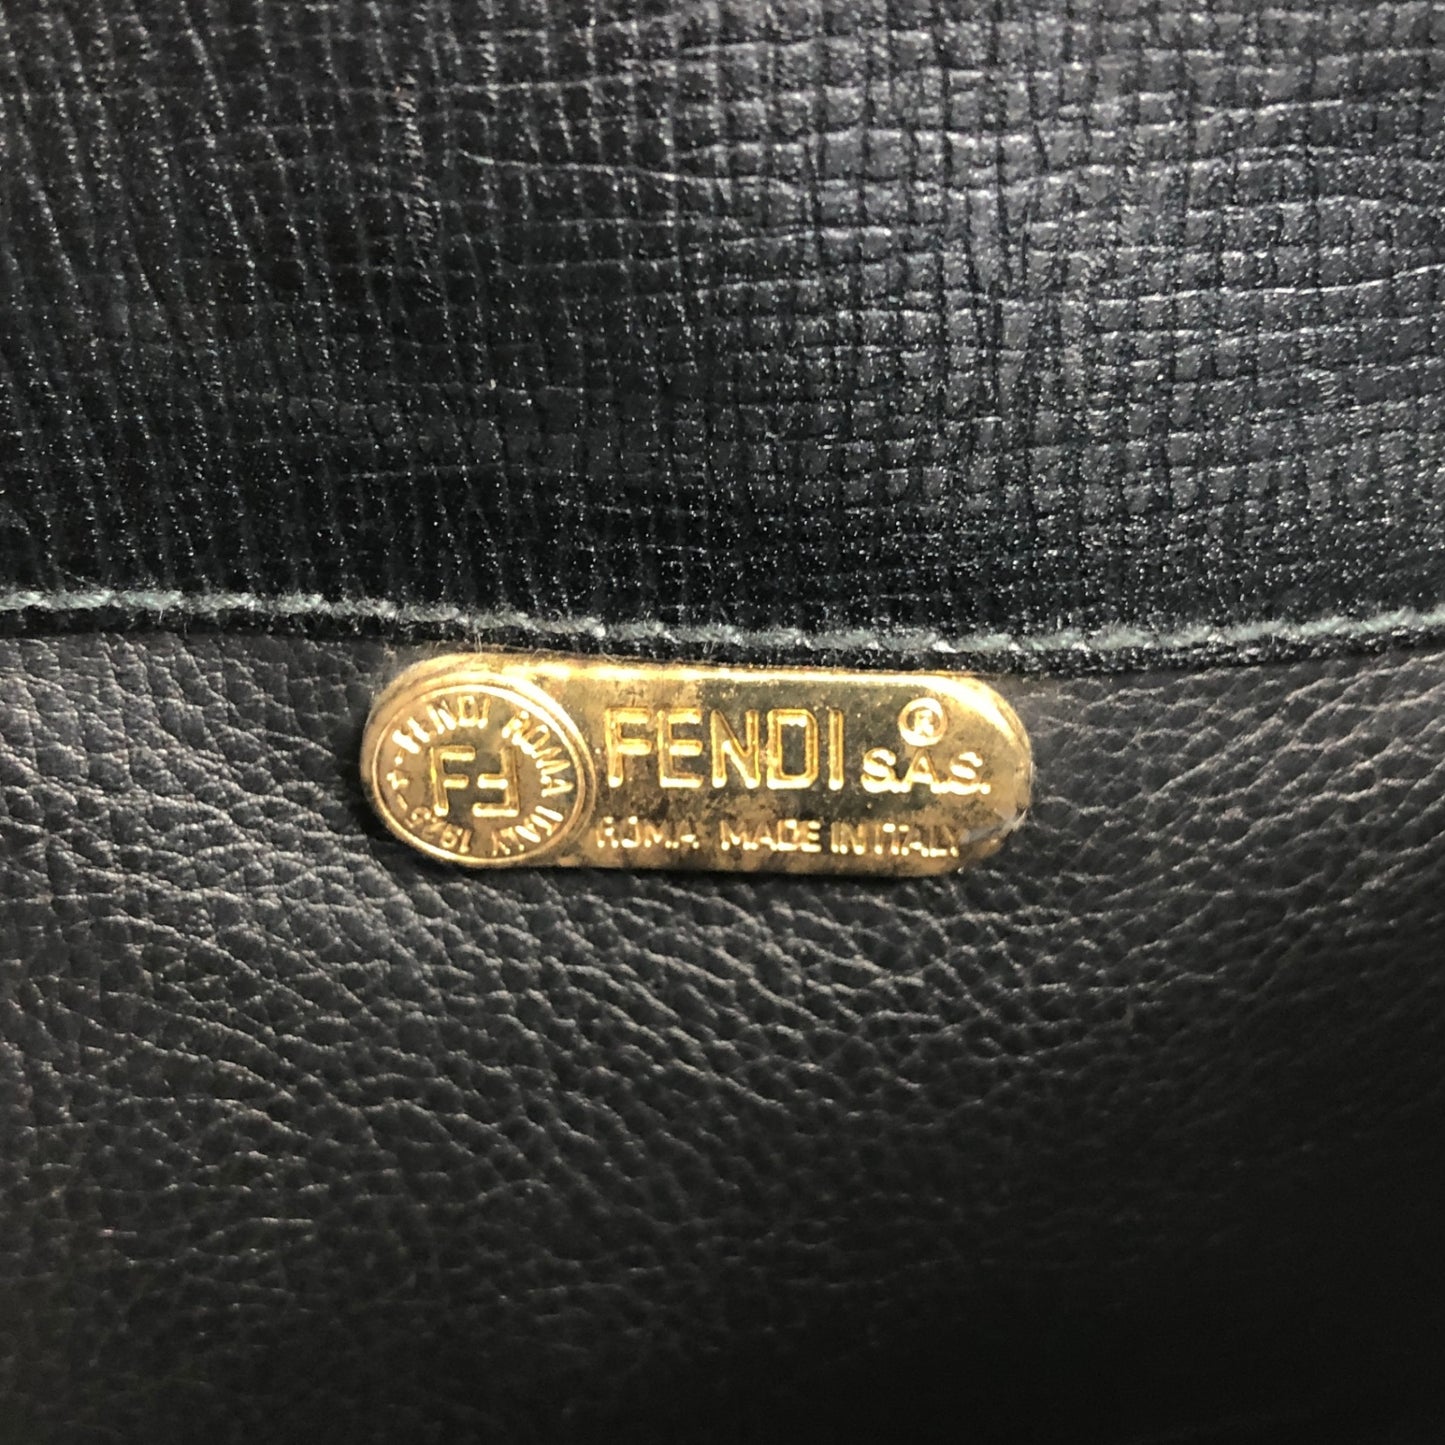 FENDI ROMA ITALY 1925
FF
FENDI ®
S.A.S.
ROMA MADE IN ITALY